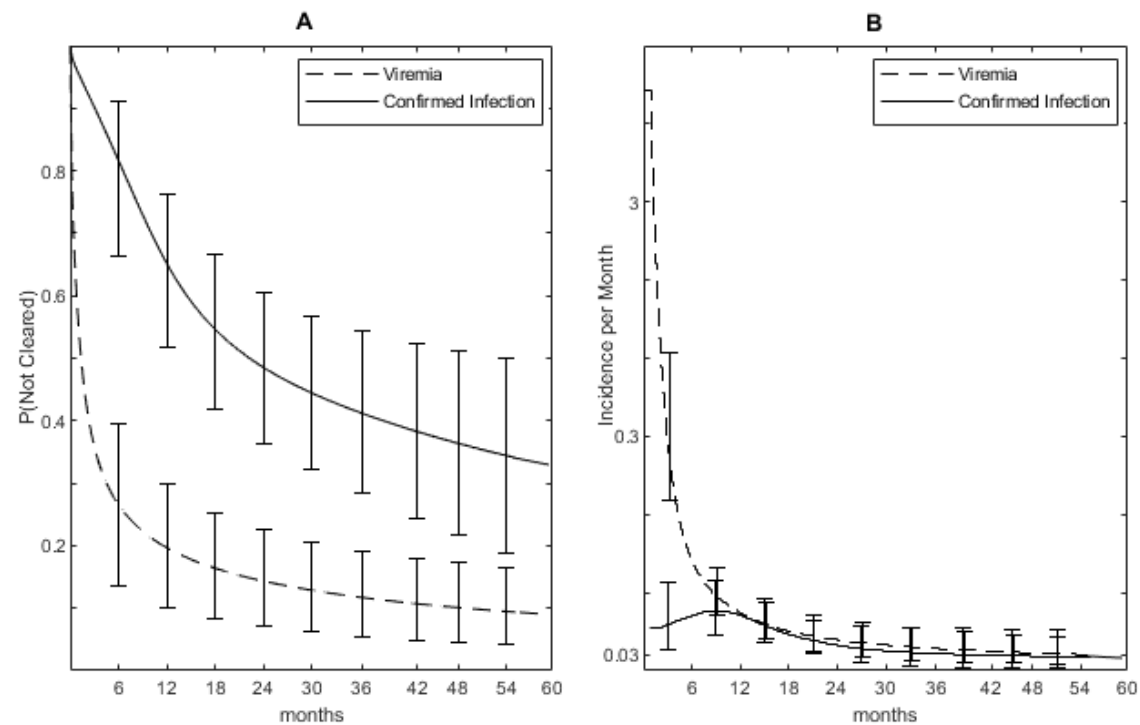 A
Viremia
Confirmed Infection
P(Not Cleared)
0.8
0.6
0.4
0.2
6 12 18 24 30 36 42 48 54 60
months
B
Viremia
Confirmed Infection
Incidence per Month
3
0.3
0.03
6 12 18 24 30 36 42 48 54 60
months